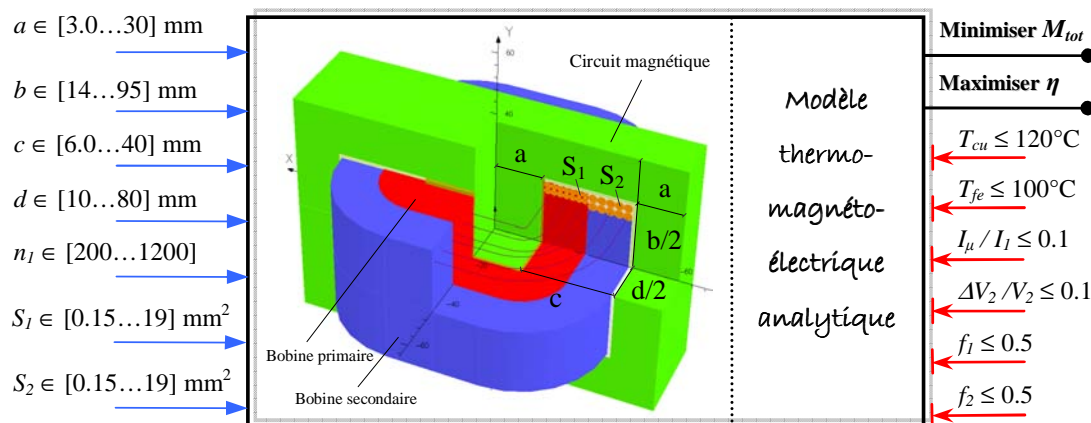 a ∈ [3.0…30] mm
b ∈ [14…95] mm
c ∈ [6.0…40] mm
d ∈ [10…80] mm
n₁ ∈ [200…1200]
S₁ ∈ [0.15…19] mm²
S₂ ∈ [0.15…19] mm²
Y
60
40
Circuit magnétique
X
a
S₁
S₂
a
b/2
d/2
c
Bobine primaire
Bobine secondaire
Modèle
thermo-
magnéto-
électrique
analytique
Minimiser Mtot
Maximiser η
Tcu ≤ 120°C
Tfe ≤ 100°C
Iμ / I₁ ≤ 0.1
ΔV₂ /V₂ ≤ 0.1
f₁ ≤ 0.5
f₂ ≤ 0.5